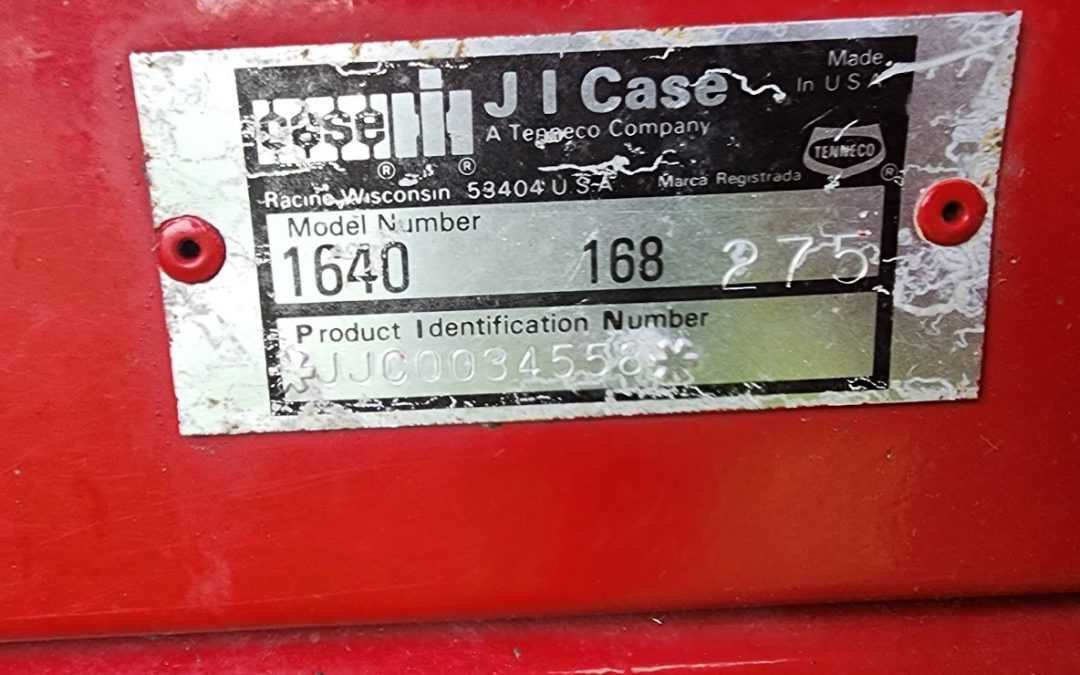 case IH J I Case
Made
In U S A
A Tenneco Company
TENNECO
® ® ®
Racine, Wisconsin 53404 U S A Marca Registrada
Model Number
1640 168 275
Product Identification Number
*JJC0034558*